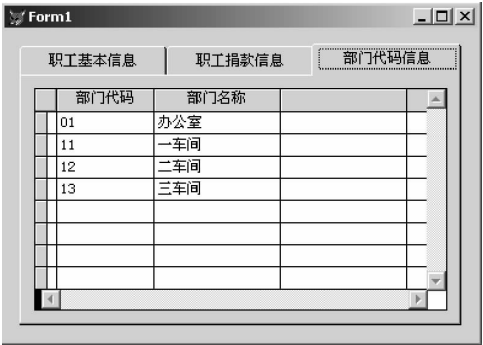 Form1
职工基本信息 职工捐款信息 部门代码信息
部门代码 部门名称
01 办公室
11 一车间
12 二车间
13 三车间